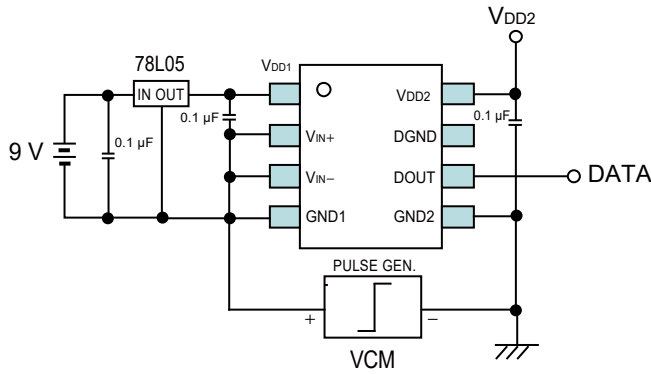 VDD2
78L05
VDD1
IN OUT
VDD2
0.1 µF
0.1 µF
0.1 µF
VIN+
DGND
9 V
VIN−
DOUT
DATA
GND1
GND2
PULSE GEN.
+
−
VCM